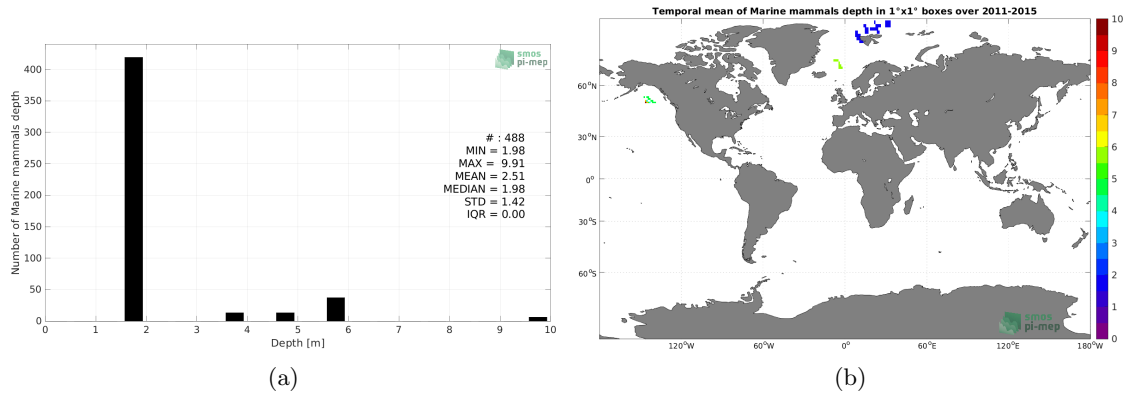 smos
pi-mep
400
350
300
250
200
150
100
50
0
Number of Marine mammals depth
# : 488
MIN = 1.98
MAX = 9.91
MEAN = 2.51
MEDIAN = 1.98
STD = 1.42
IQR = 0.00
0 1 2 3 4 5 6 7 8 9 10
Depth [m]
(a)
Temporal mean of Marine mammals depth in 1°x1° boxes over 2011-2015
60°N
30°N
0°
30°S
60°S
120°W 60°W 0° 60°E 120°E 180°W
smos
pi-mep
10
9
8
7
6
5
4
3
2
1
0
(b)